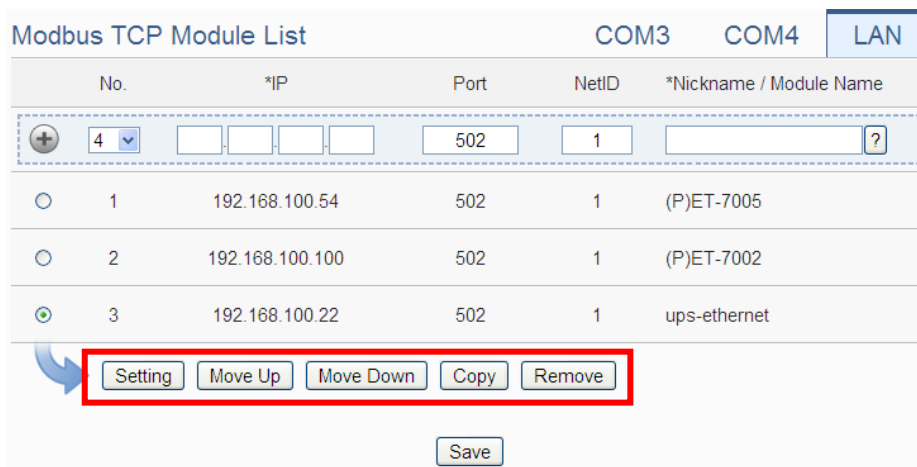 Modbus TCP Module List COM3 COM4 LAN
No. *IP Port NetID *Nickname / Module Name
4 . . . 502 1 ?
1 192.168.100.54 502 1 (P)ET-7005
2 192.168.100.100 502 1 (P)ET-7002
3 192.168.100.22 502 1 ups-ethernet
Setting Move Up Move Down Copy Remove
Save